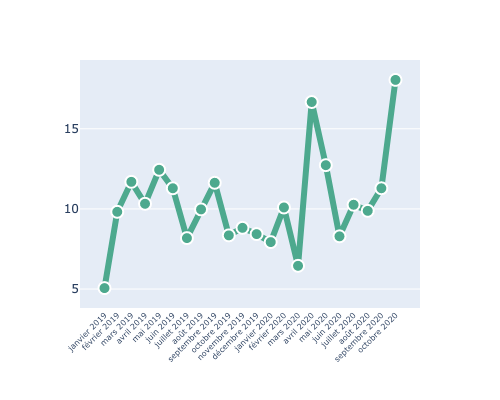 15
10
5
janvier 2019
février 2019
mars 2019
avril 2019
mai 2019
juin 2019
juillet 2019
août 2019
septembre 2019
octobre 2019
novembre 2019
décembre 2019
janvier 2020
février 2020
mars 2020
avril 2020
mai 2020
juin 2020
juillet 2020
août 2020
septembre 2020
octobre 2020